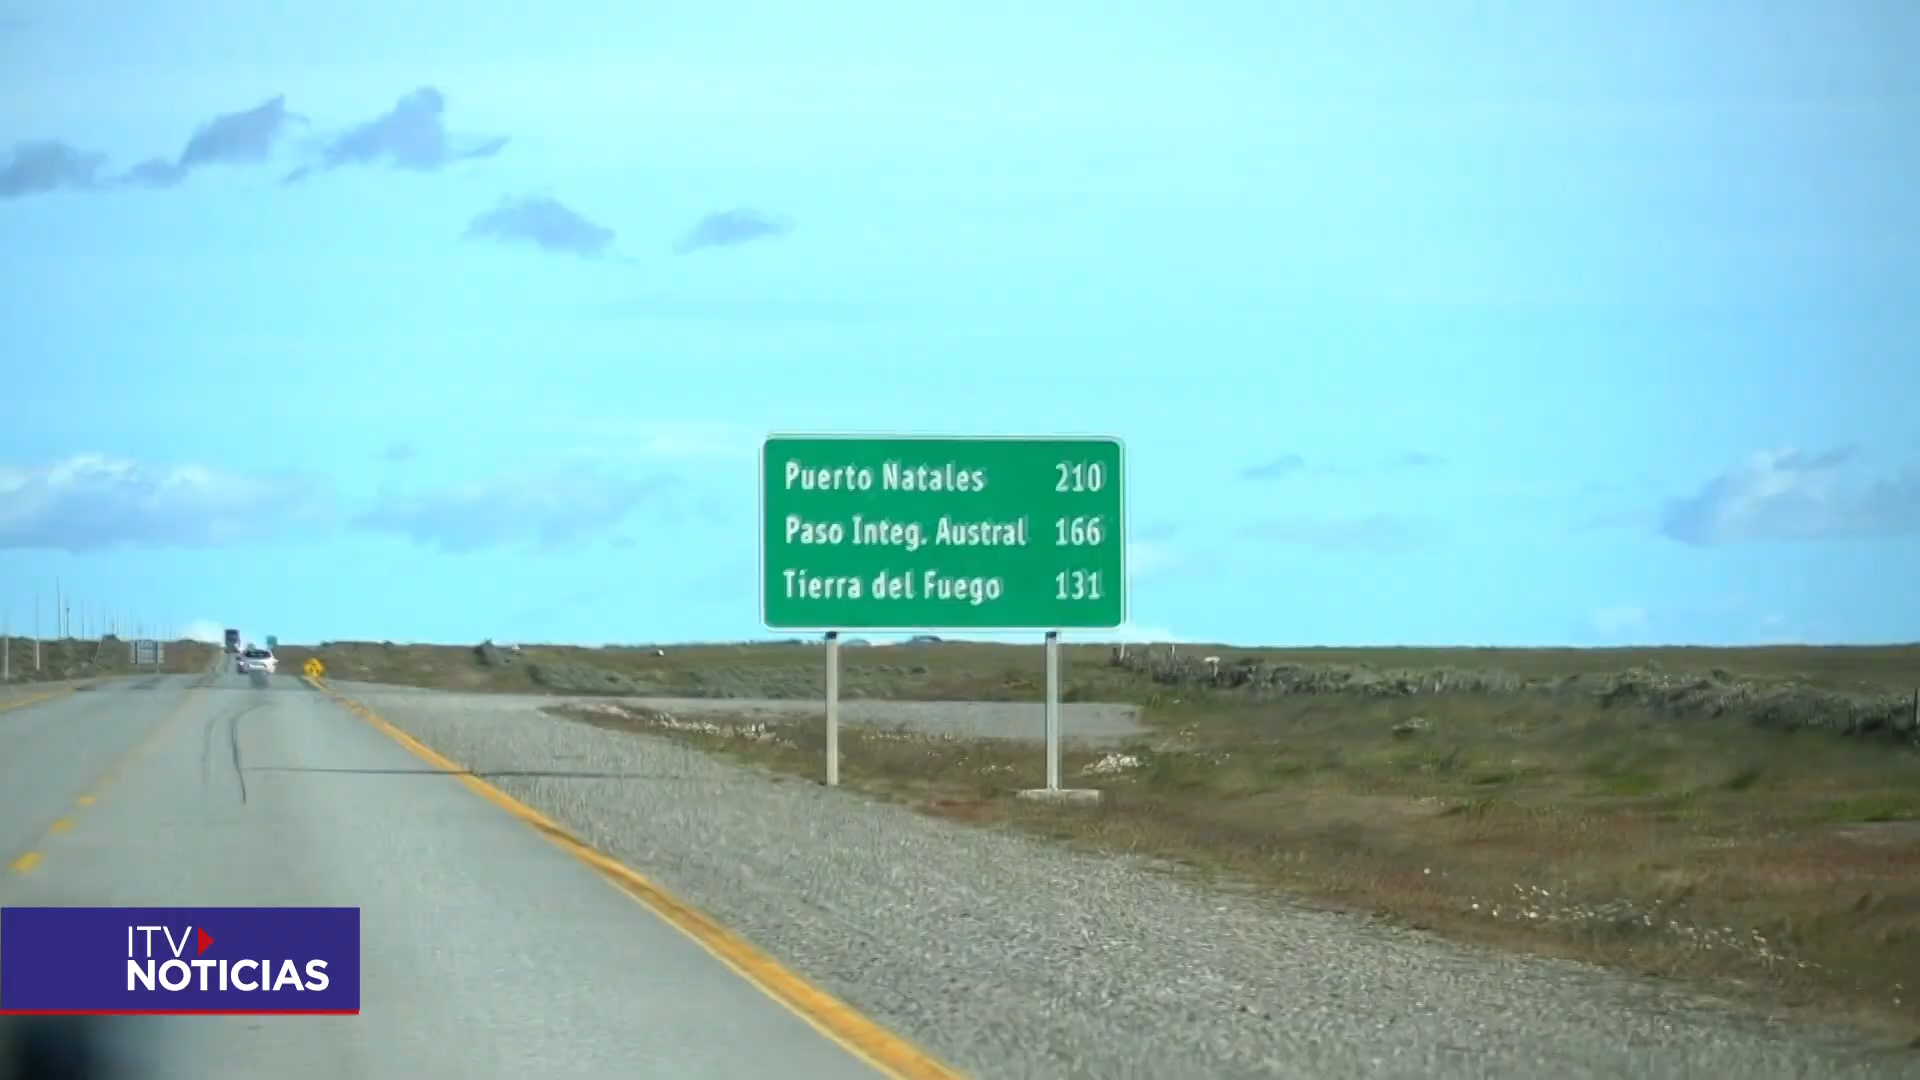 Puerto Natales 210
Paso Integ. Austral 166
Tierra del Fuego 131
ITV
NOTICIAS